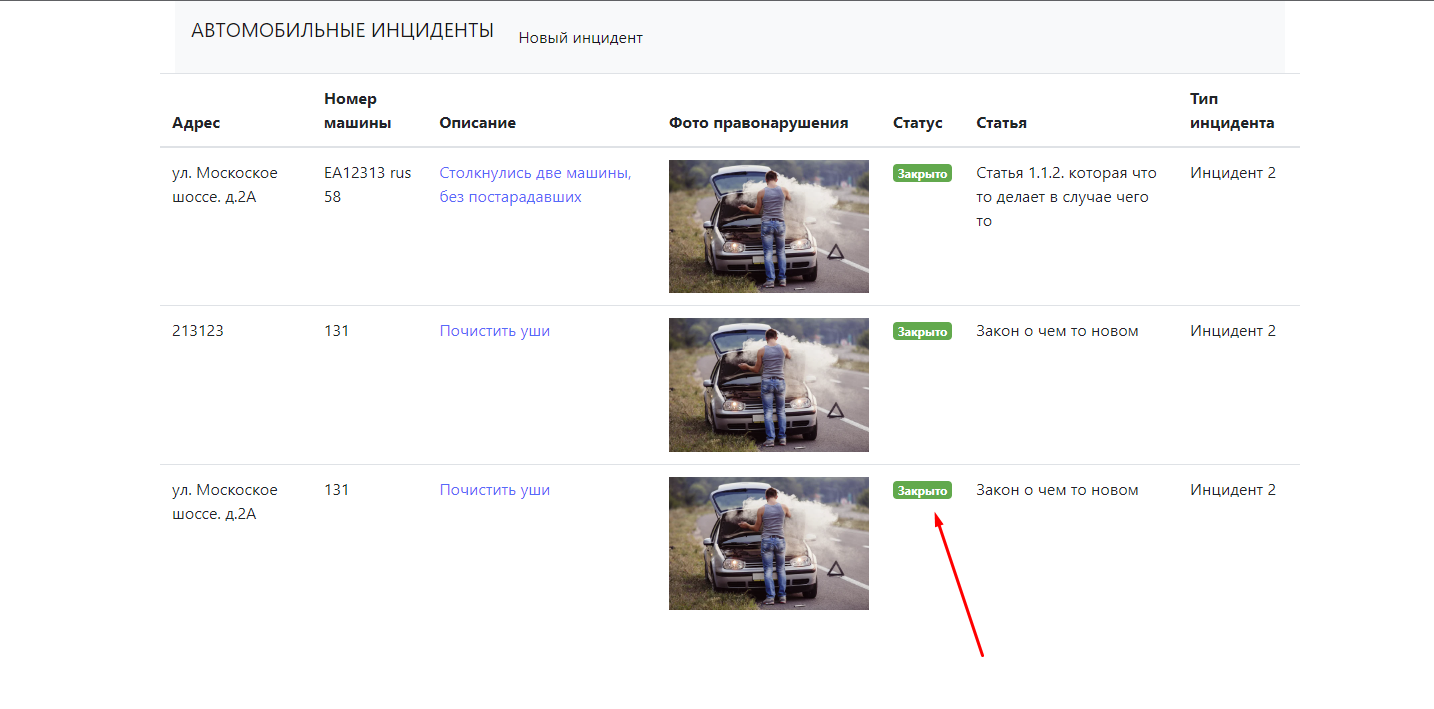 АВТОМОБИЛЬНЫЕ ИНЦИДЕНТЫ
Новый инцидент
Адрес
Номер
машины
Описание
Фото правонарушения
Статус
Статья
Тип
инцидента
ул. Москоское
шоссе. д.2А
ЕА12313 rus
58
Столкнулись две машины,
без постарадавших
Закрыто
Статья 1.1.2. которая что
то делает в случае чего
то
Инцидент 2
213123
131
Почистить уши
Закрыто
Закон о чем то новом
Инцидент 2
ул. Москоское
шоссе. д.2А
131
Почистить уши
Закрыто
Закон о чем то новом
Инцидент 2